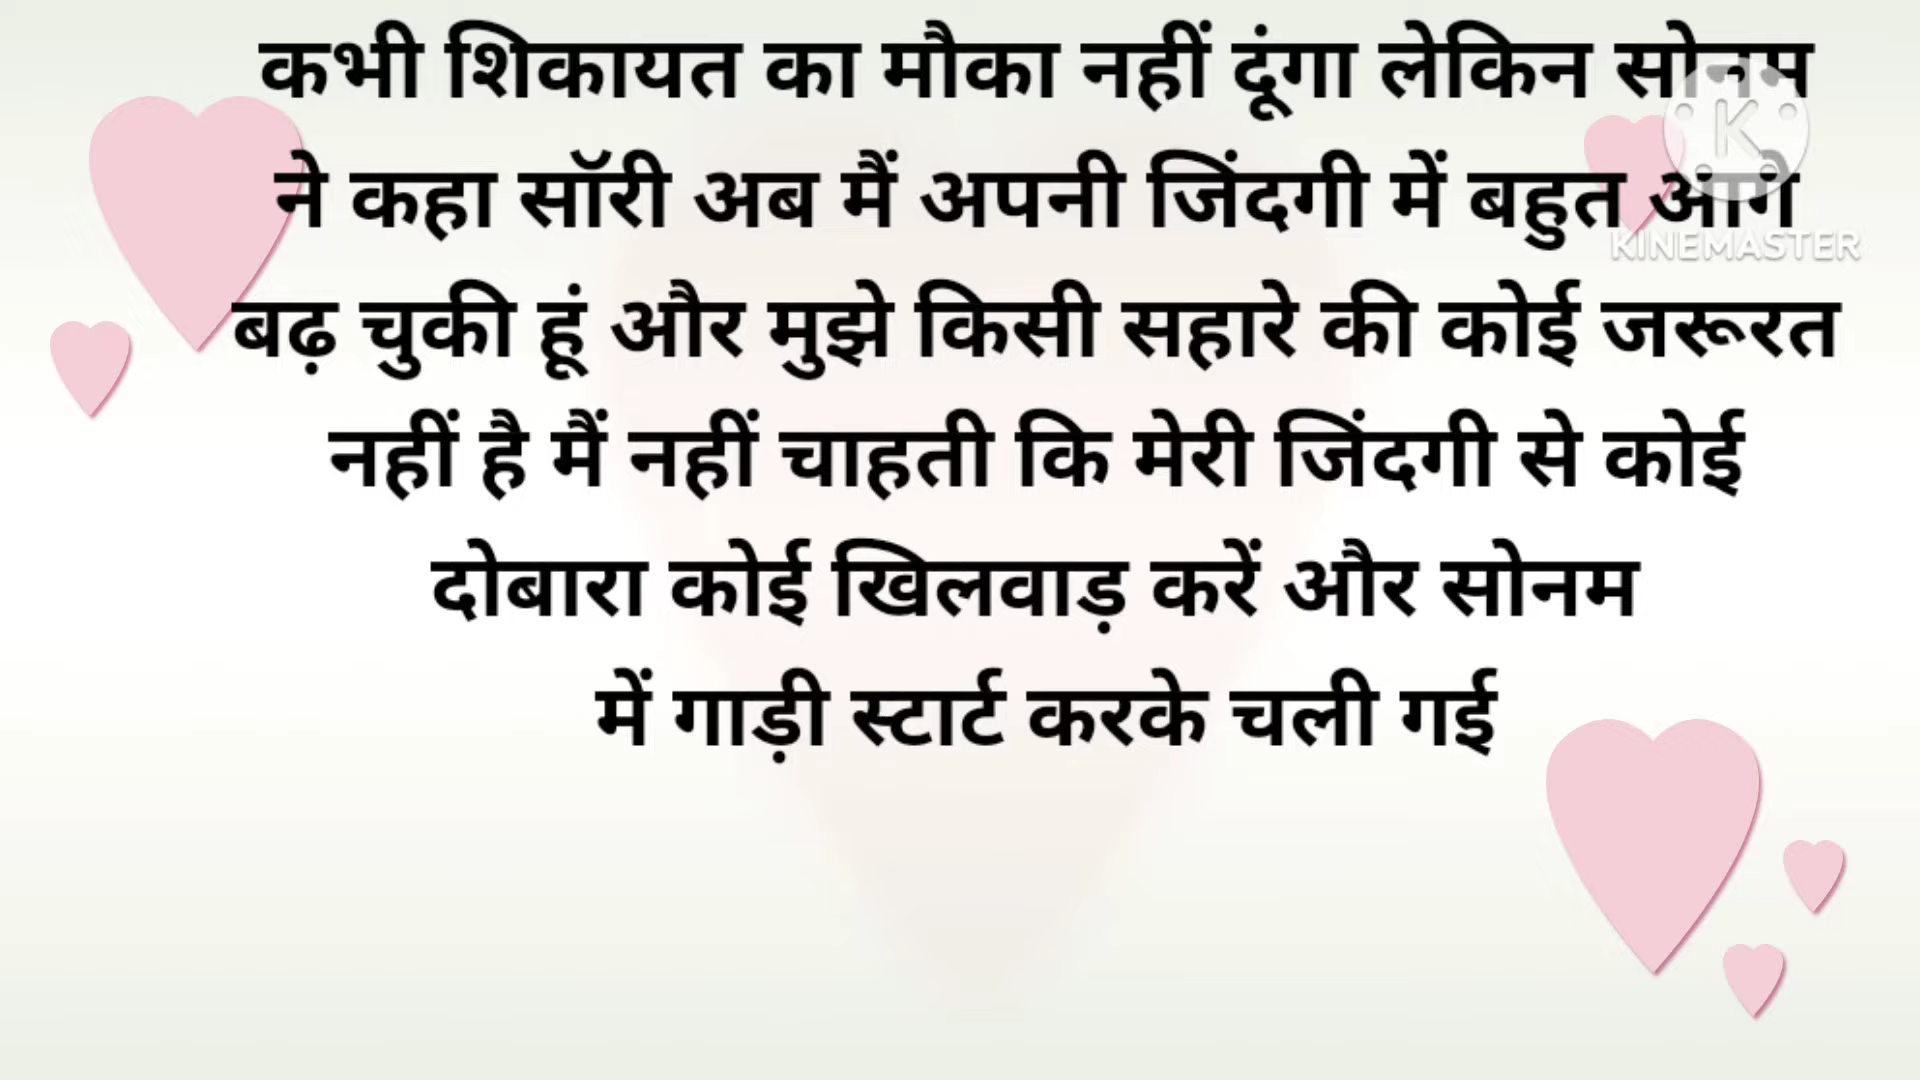 कभी शिकायत का मौका नहीं दूंगा लेकिन सोनम
ने कहा सॉरी अब मैं अपनी जिंदगी में बहुत आगे
बढ़ चुकी हूं और मुझे किसी सहारे की कोई जरूरत
नहीं है मैं नहीं चाहती कि मेरी जिंदगी से कोई
दोबारा कोई खिलवाड़ करें और सोनम
में गाड़ी स्टार्ट करके चली गई
K
KINEMASTER